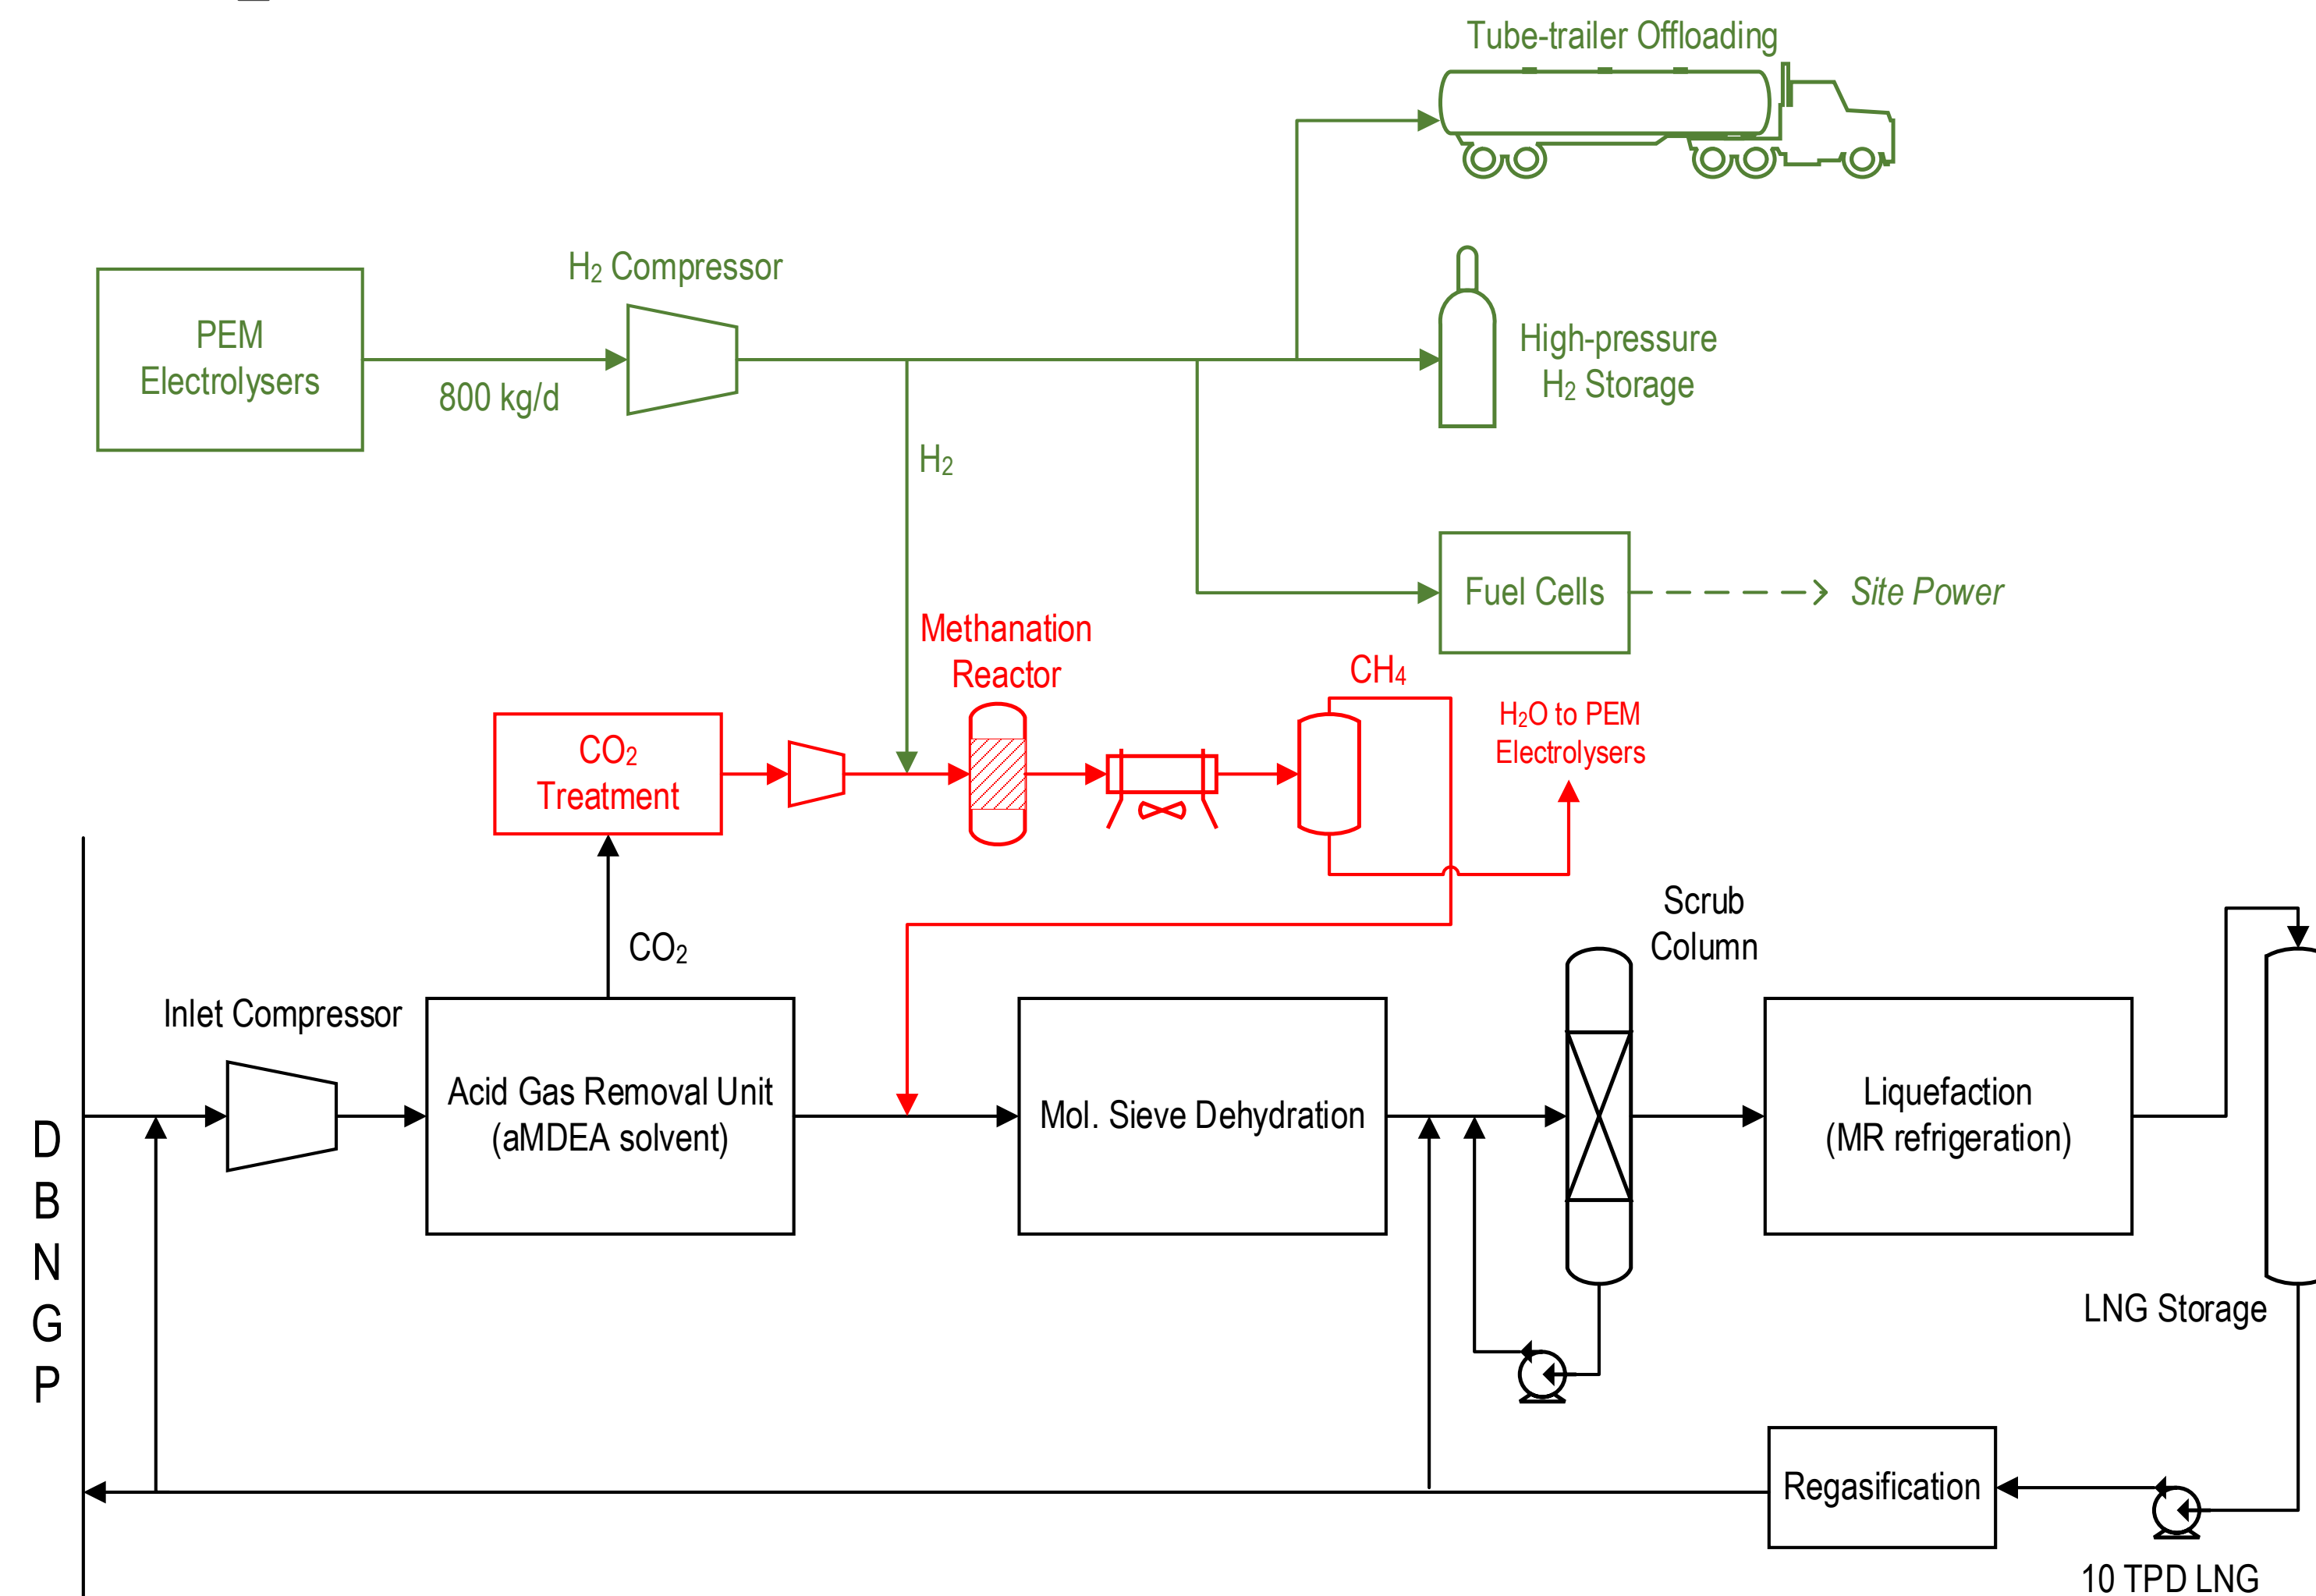 Tube-trailer Offloading
H₂ Compressor
PEM
Electrolysers
800 kg/d
High-pressure
H₂ Storage
H₂
Fuel Cells
Site Power
Methanation
Reactor
CH₄
H₂O to PEM
Electrolysers
CO₂
Treatment
CO₂
Scrub
Column
Inlet Compressor
Acid Gas Removal Unit
(aMDEA solvent)
Mol. Sieve Dehydration
Liquefaction
(MR refrigeration)
D
B
N
G
P
LNG Storage
Regasification
10 TPD LNG